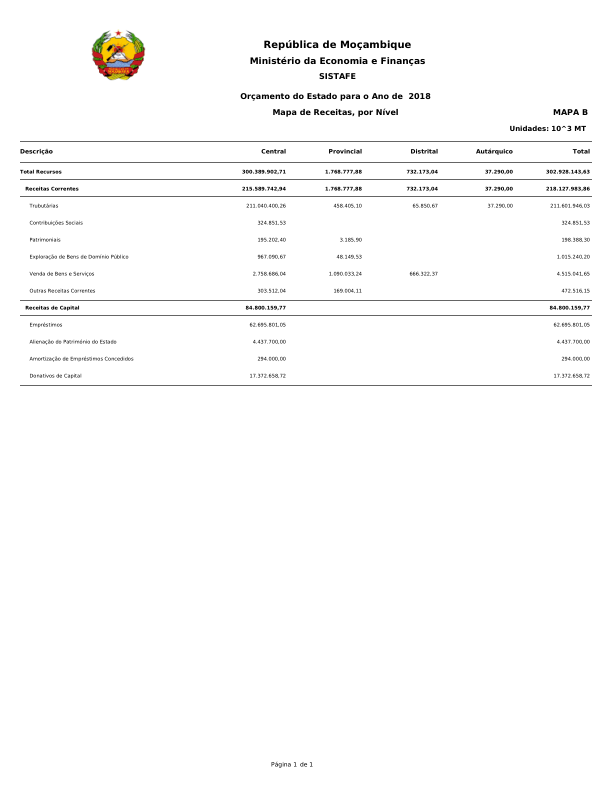 República de Moçambique
Ministério da Economia e Finanças
SISTAFE
Orçamento do Estado para o Ano de 2018
Mapa de Receitas, por Nível MAPA B
Unidades: 10^3 MT
Descrição Central Provincial Distrital Autárquico Total
Total Recursos 300.389.902,71 1.768.777,88 732.173,04 37.290,00 302.928.143,63
Receitas Correntes 215.589.742,94 1.768.777,88 732.173,04 37.290,00 218.127.983,86
Trubutárias 211.040.400,26 458.405,10 65.850,67 37.290,00 211.601.946,03
Contribuições Sociais 324.851,53 324.851,53
Patrimoniais 195.202,40 3.185,90 198.388,30
Exploração de Bens de Dominio Público 967.090,67 48.149,53 1.015.240,20
Venda de Bens e Serviços 2.758.686,04 1.090.033,24 666.322,37 4.515.041,65
Outras Receitas Correntes 303.512,04 169.004,11 472.516,15
Receitas de Capital 84.800.159,77 84.800.159,77
Empréstimos 62.695.801,05 62.695.801,05
Alienação do Património do Estado 4.437.700,00 4.437.700,00
Amortização de Empréstimos Concedidos 294.000,00 294.000,00
Donativos de Capital 17.372.658,72 17.372.658,72
Página 1 de 1